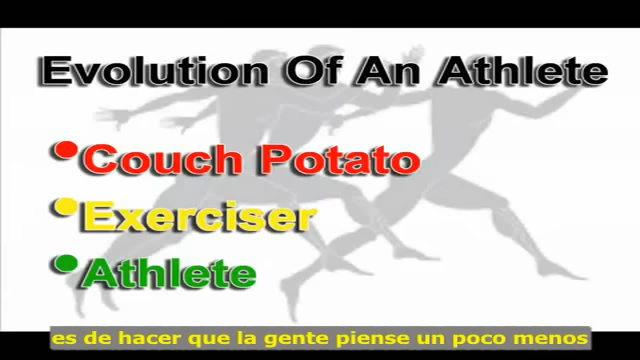 Evolution Of An Athlete
•Couch Potato
•Exerciser
•Athlete
es de hacer que la gente piense un poco menos